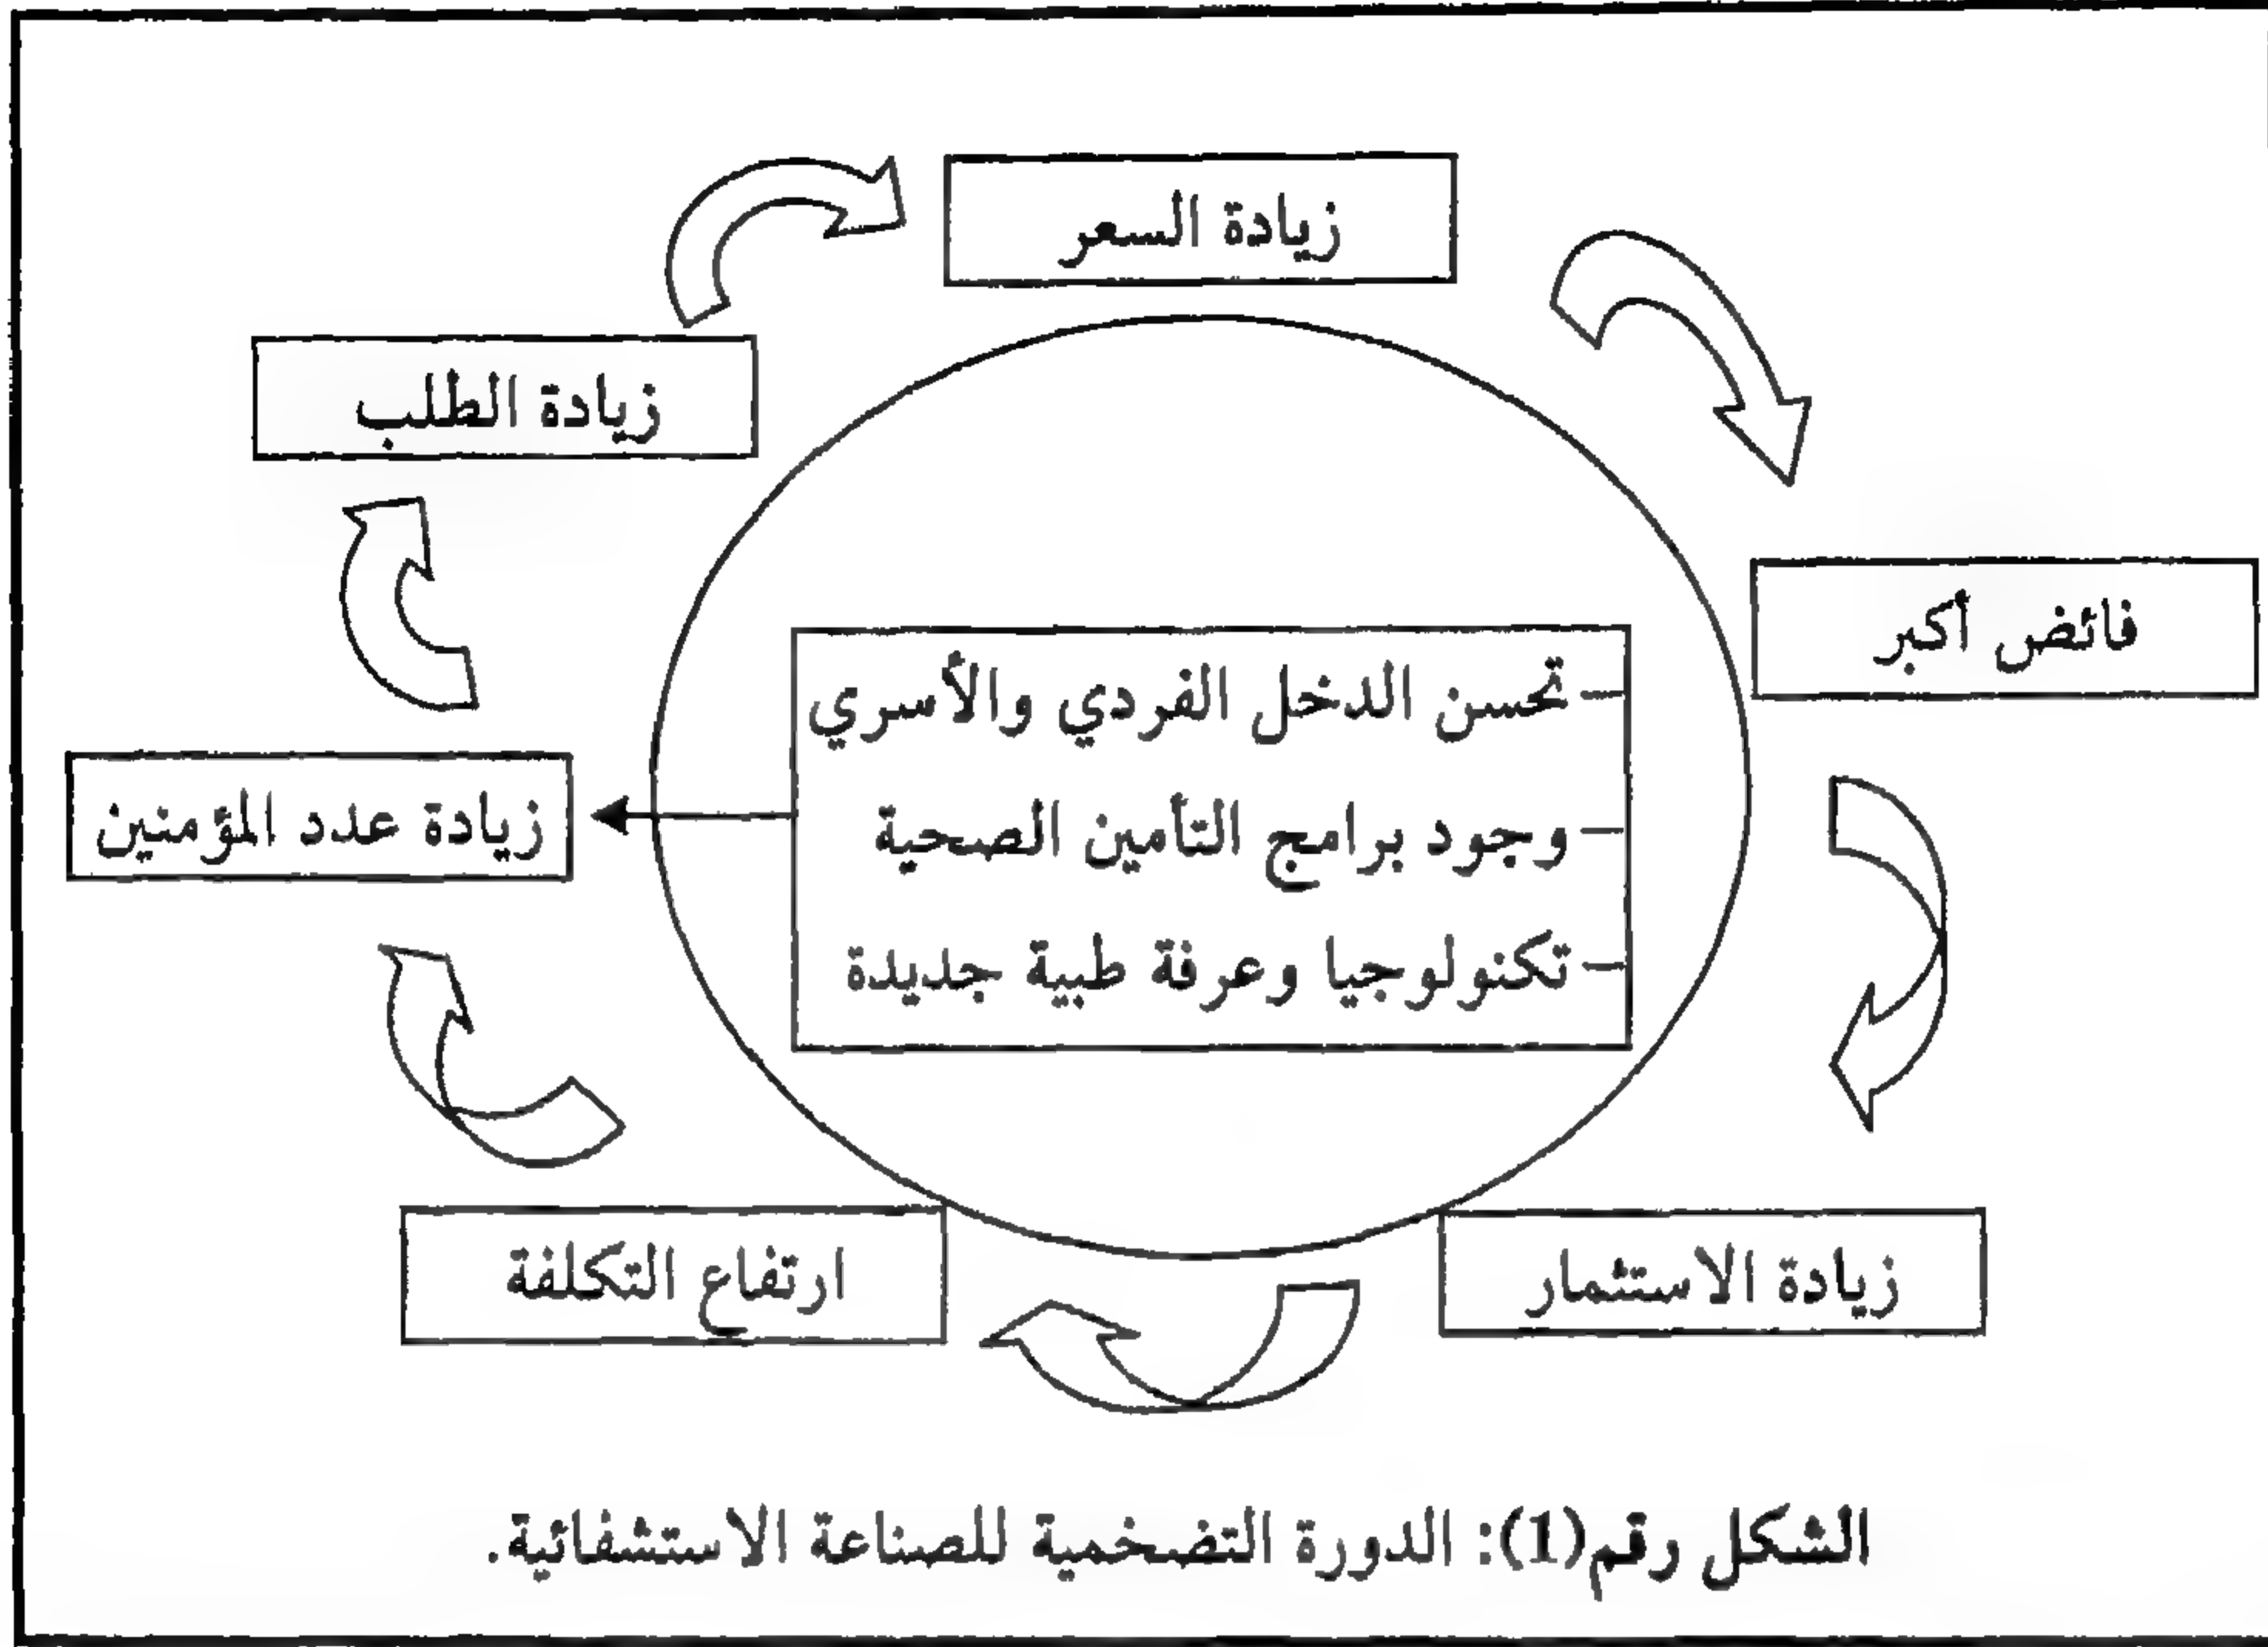 زيادة السعر
زيادة الطلب
فائض أكبر
– تحسن الدخل الفردي والأسري
– وجود برامج التأمين الصحية
– تكنولوجيا وعرفة طبية جديدة
زيادة عدد المؤمنين
ارتفاع التكلفة
زيادة الاستثمار
الشكل رقم(1): الدورة التضخمية للصناعة الاستشفائية.